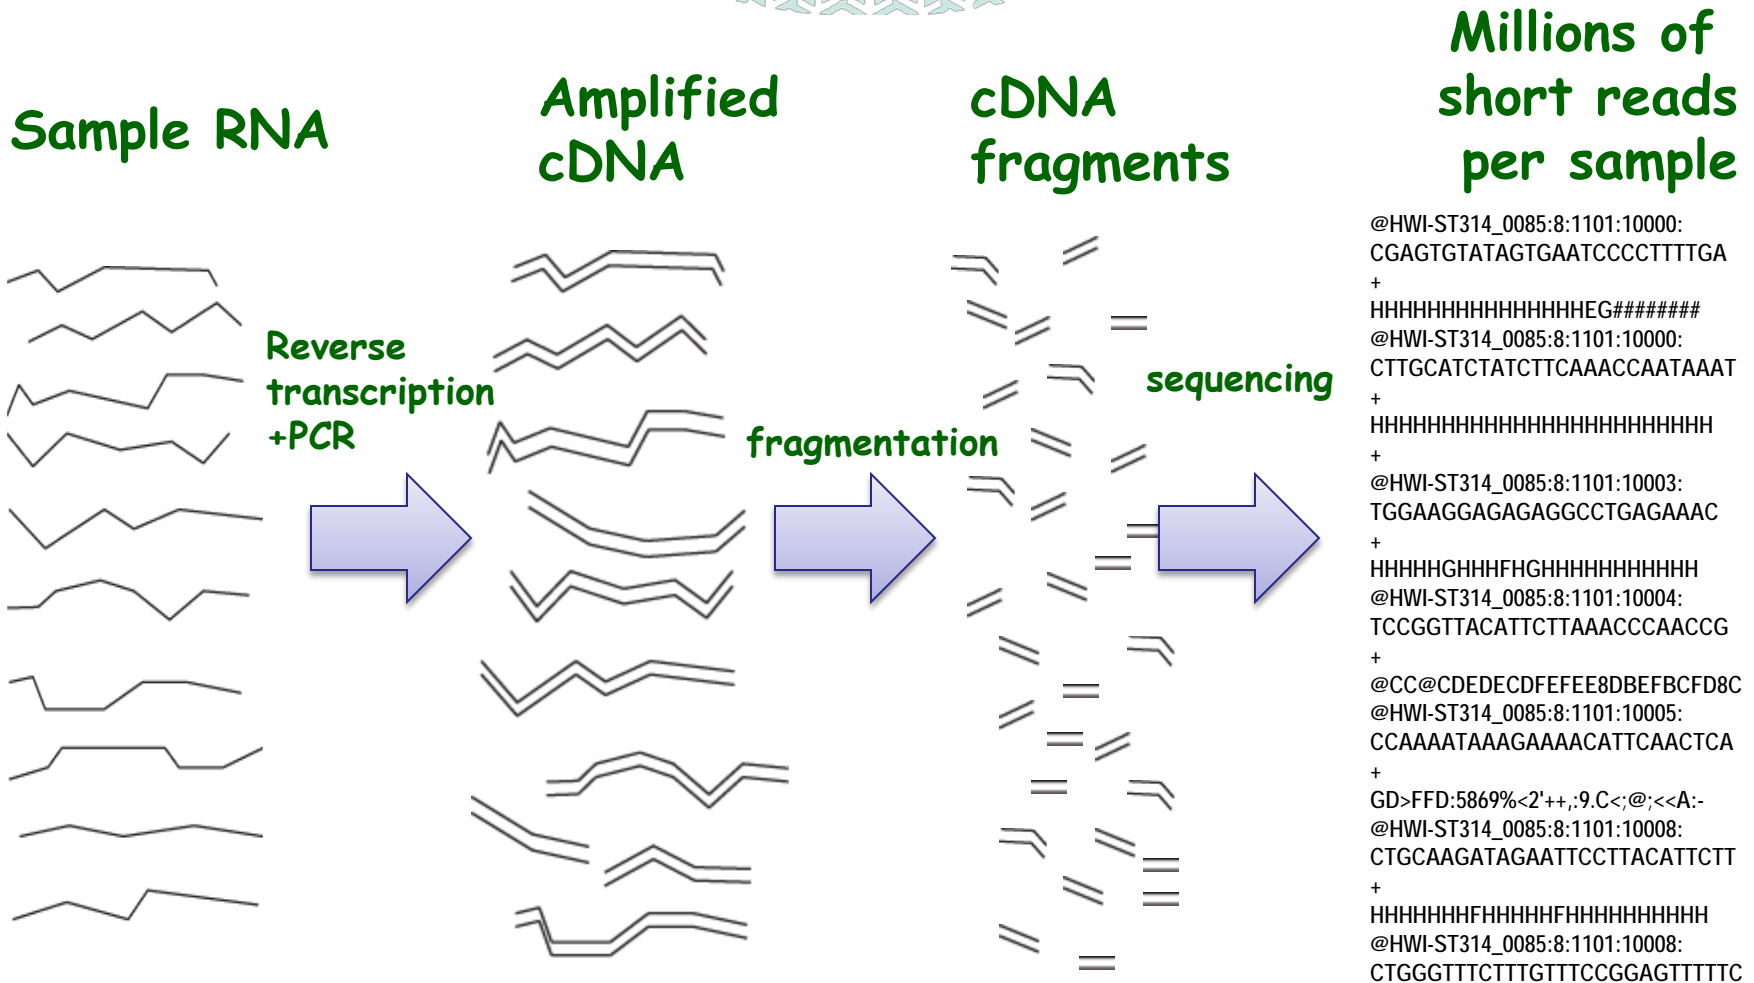 Sample RNA
Amplified
cDNA
cDNA
fragments
Millions of
short reads
per sample
Reverse
transcription
+PCR
fragmentation
sequencing
@HWI-ST314_0085:8:1101:10000:
CGAGTGTATAGTGAATCCCCTTTTGA
+
HHHHHHHHHHHHHHHEG########
@HWI-ST314_0085:8:1101:10000:
CTTGCATCTATCTTCAAACCAATAAAT
+
HHHHHHHHHHHHHHHHHHHHHHHH
+
@HWI-ST314_0085:8:1101:10003:
TGGAAGGAGAGAGGCCTGAGAAAC
+
HHHHHGHHHFHGHHHHHHHHHHH
@HWI-ST314_0085:8:1101:10004:
TCCGGTTACATTCTTAAACCCAACCG
+
@CC@CDEDECDFEFEE8DBEFBCFD8C
@HWI-ST314_0085:8:1101:10005:
CCAAAATAAAGAAAACATTCAACTCA
+
GD>FFD:5869%<2'++,:9.C<;@;<<A:-
@HWI-ST314_0085:8:1101:10008:
CTGCAAGATAGAATTCCTTACATTCTT
+
HHHHHHHFHHHHHFHHHHHHHHHH
@HWI-ST314_0085:8:1101:10008:
CTGGGTTTCTTTGTTTCCGGAGTTTTTC